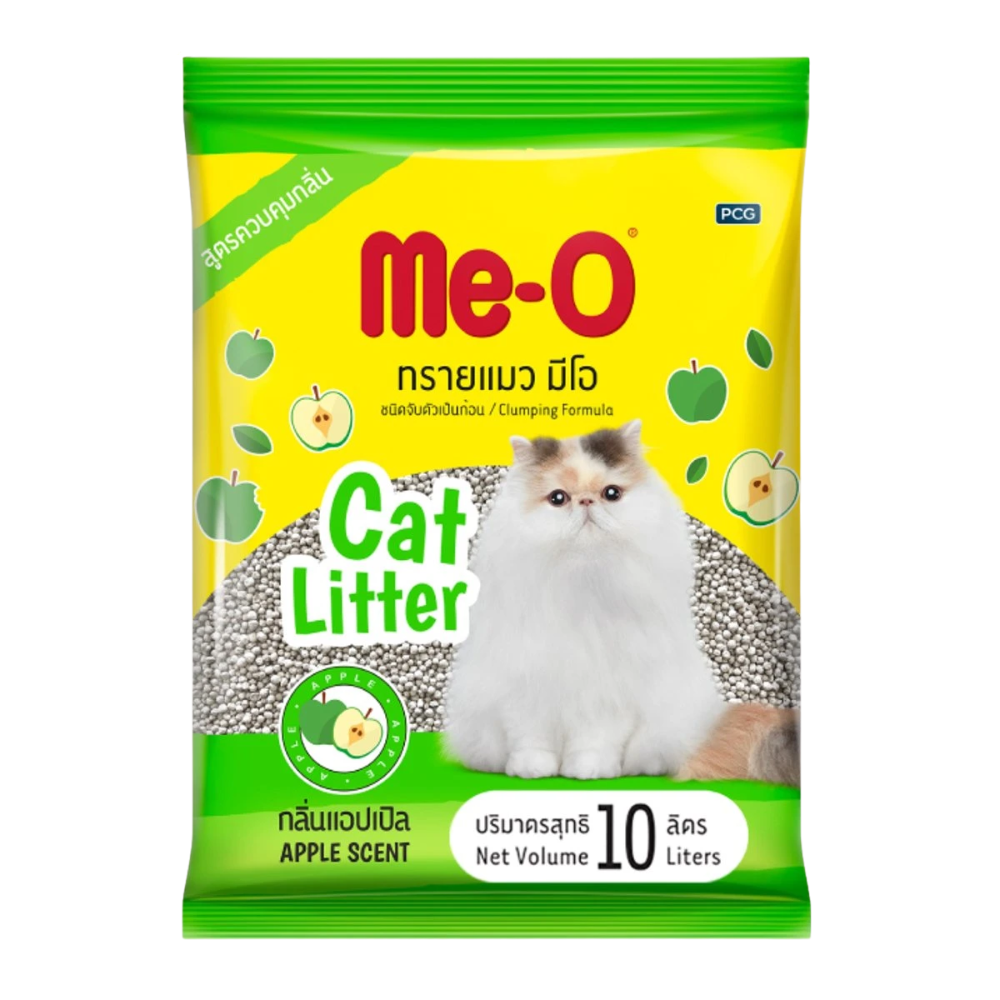 สูตรควบคุมกลิ่น
PCG
Me-O®
ทรายแมว มีโอ
ชนิดจับตัวเป็นก้อน / Clumping Formula
Cat
Litter
APPLE • APPLE • APPLE •
กลิ่นแอปเปิล
APPLE SCENT
ปริมาตรสุทธิ 10 ลิตร
Net Volume Liters